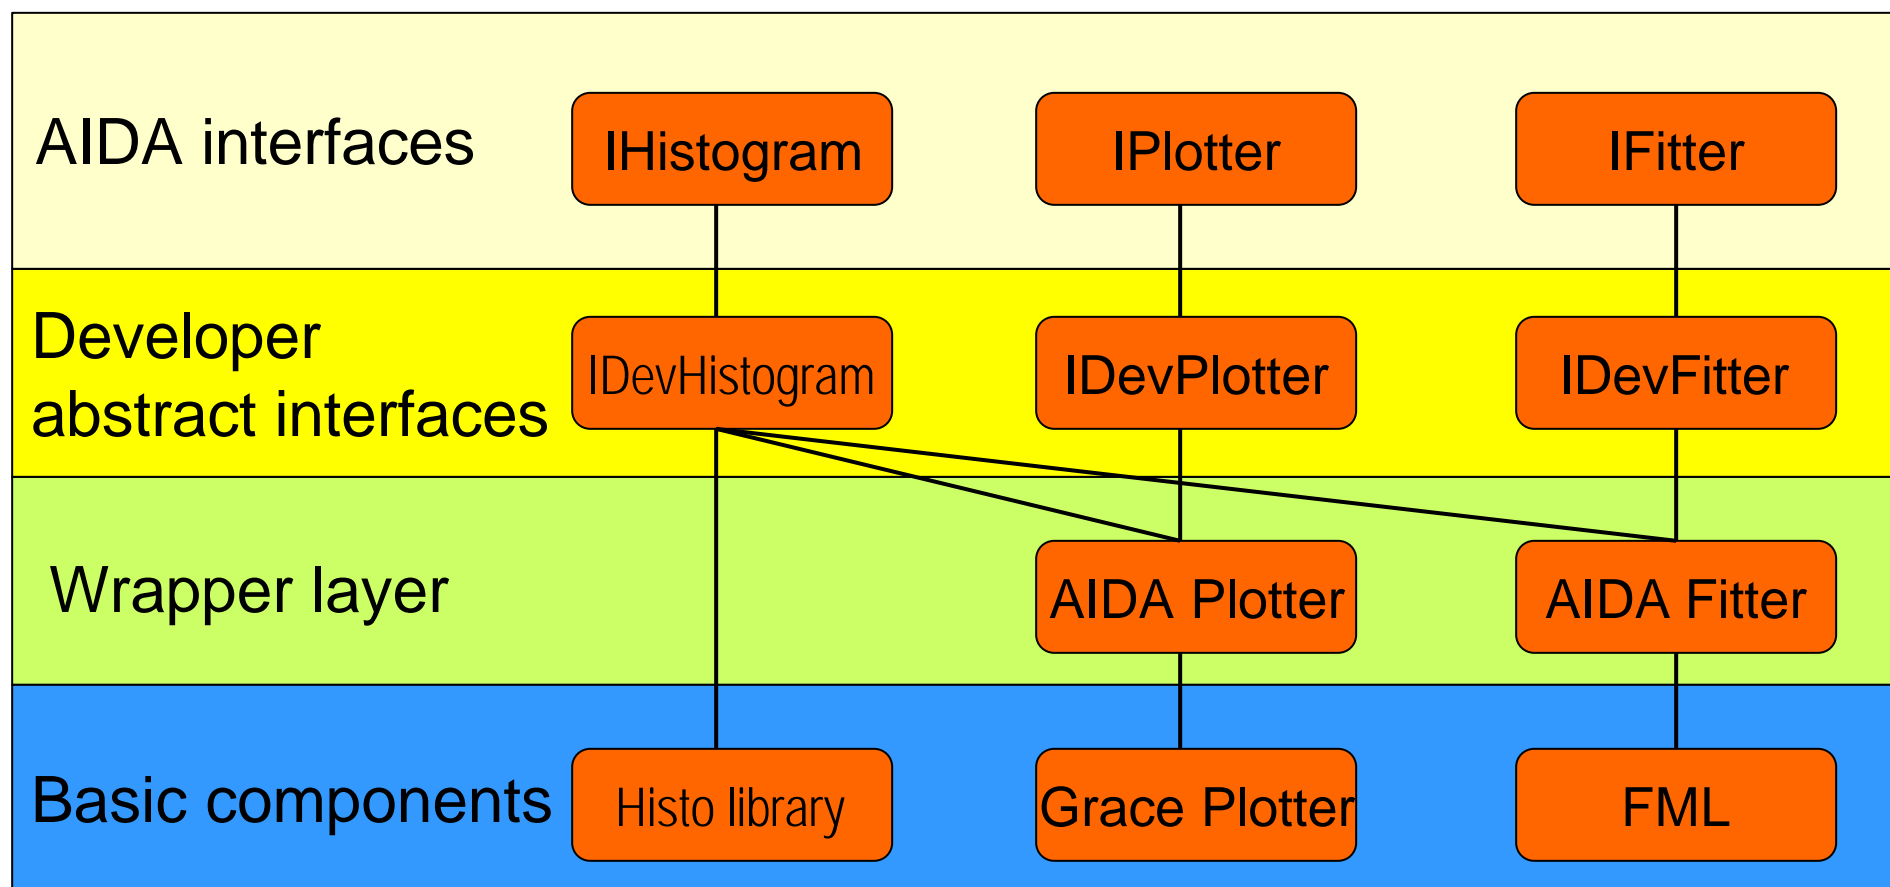 AIDA interfaces
IHistogram
IPlotter
IFitter
Developer
abstract interfaces
IDevHistogram
IDevPlotter
IDevFitter
Wrapper layer
AIDA Plotter
AIDA Fitter
Basic components
Histo library
Grace Plotter
FML